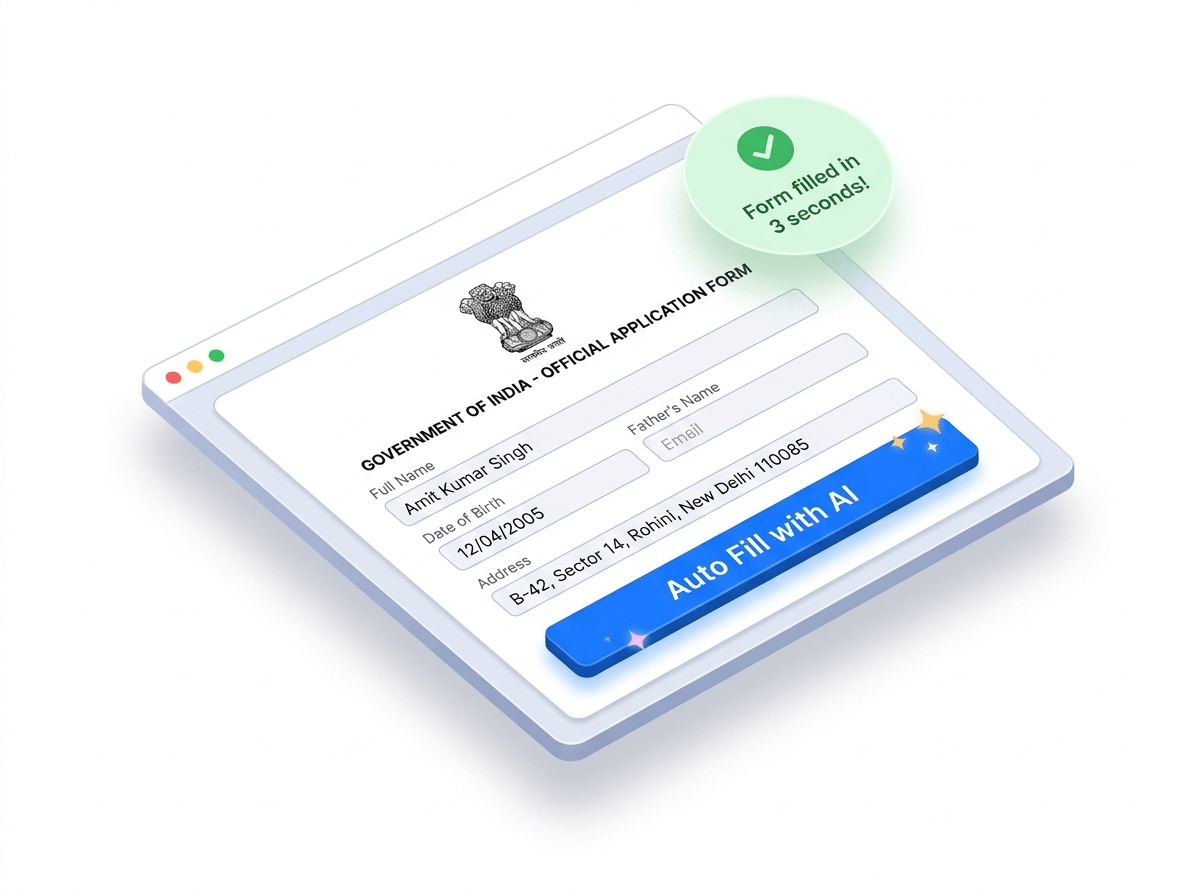 Form filled in
3 seconds!
GOVERNMENT OF INDIA - OFFICIAL APPLICATION FORM
Full Name
Amit Kumar Singh
Date of Birth
12/04/2005
Father's Name
Email
Address
B-42, Sector 14, Rohini, New Delhi 110085
Auto Fill with AI